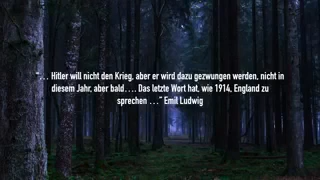 "… Hitler will nicht den Krieg, aber er wird dazu gezwungen werden, nicht in
diesem Jahr, aber bald…. Das letzte Wort hat, wie 1914, England zu
sprechen …" Emil Ludwig